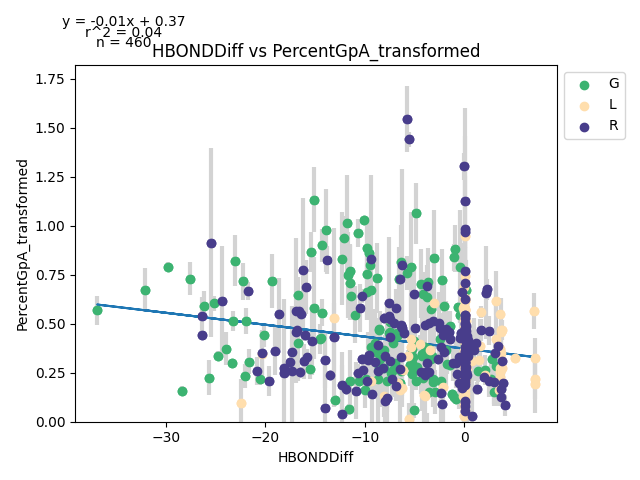 y = -0.01x + 0.37
r^2 = 0.04
n = 460
HBONDDiff vs PercentGpA_transformed
G
L
R
PercentGpA_transformed
1.75
1.50
1.25
1.00
0.75
0.50
0.25
0.00
−30
−20
−10
0
HBONDDiff